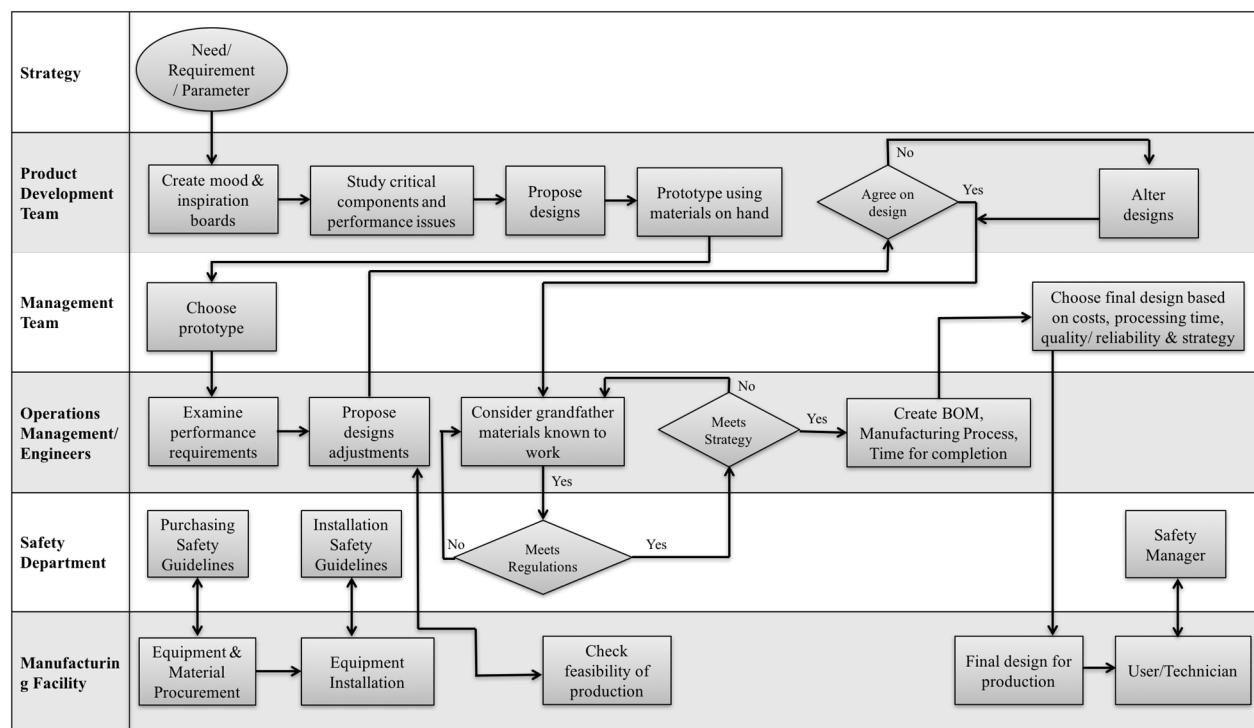 Strategy
Need/
Requirement
/ Parameter
Product
Development
Team
Create mood &
inspiration
boards
Study critical
components and
performance issues
Propose
designs
Prototype using
materials on hand
Agree on
design
No
Yes
Alter
designs
Management
Team
Choose
prototype
Choose final design based
on costs, processing time,
quality/ reliability & strategy
Operations
Management/
Engineers
Examine
performance
requirements
Propose
designs
adjustments
Consider grandfather
materials known to
work
Yes
Meets
Strategy
No
Yes
Create BOM,
Manufacturing Process,
Time for completion
Safety
Department
Purchasing
Safety
Guidelines
Installation
Safety
Guidelines
No
Meets
Regulations
Yes
Safety
Manager
Manufacturin
g Facility
Equipment &
Material
Procurement
Equipment
Installation
Check
feasibility of
production
Final design for
production
User/Technician